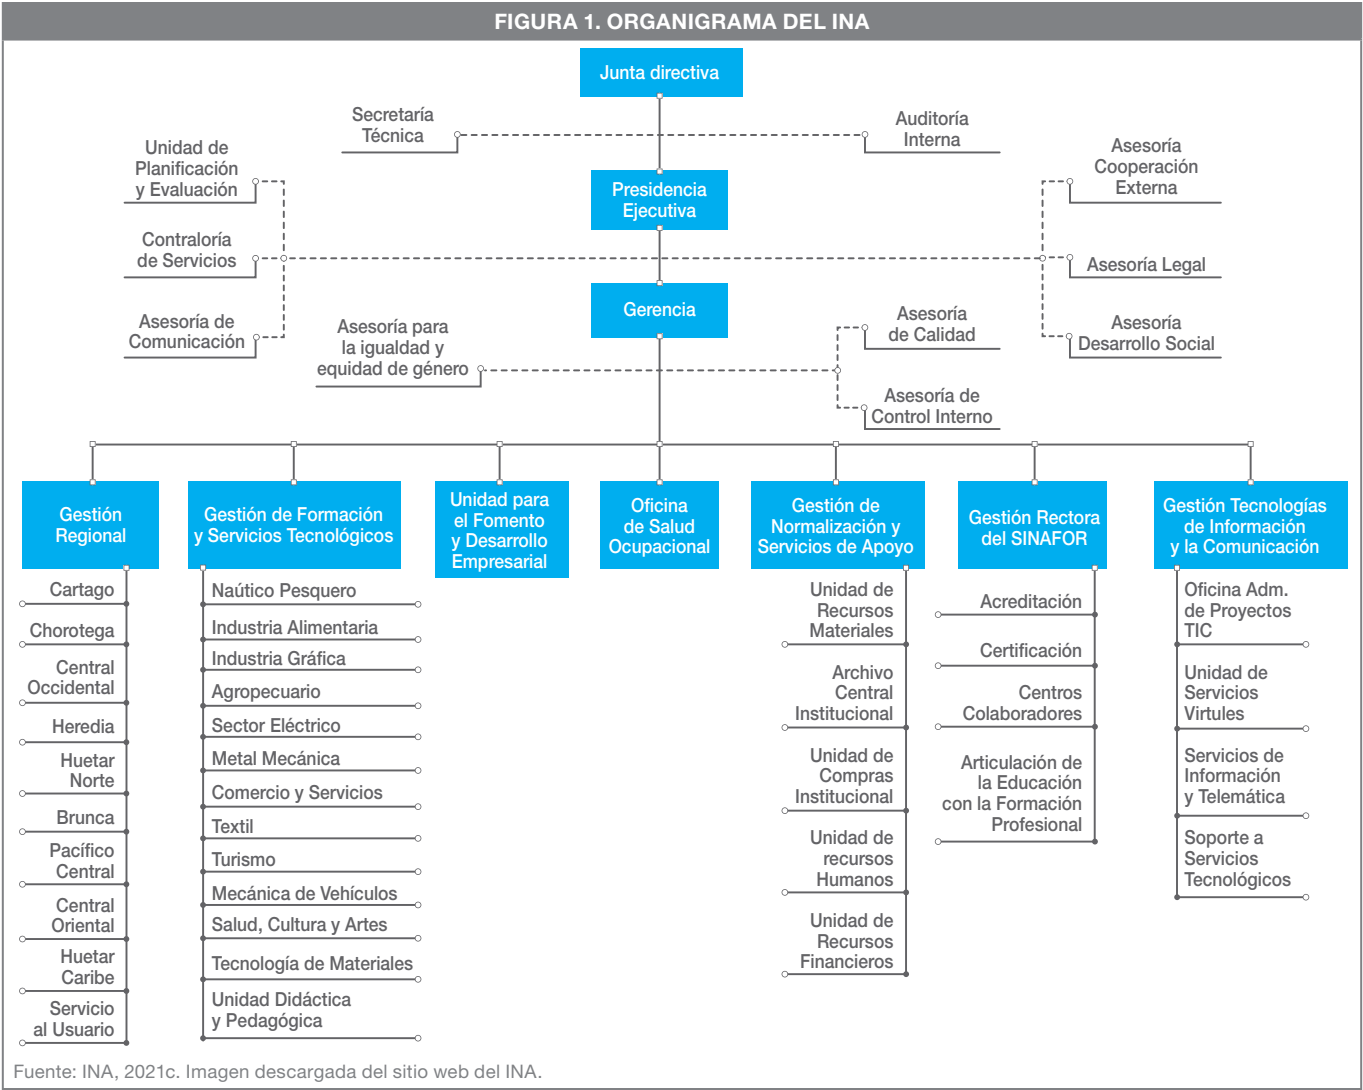 FIGURA 1. ORGANIGRAMA DEL INA
Junta directiva
Secretaría
Técnica
Auditoría
Interna
Unidad de
Planificación
y Evaluación
Asesoría
Cooperación
Externa
Presidencia
Ejecutiva
Contraloría
de Servicios
Asesoría Legal
Gerencia
Asesoría de
Comunicación
Asesoría
Desarrollo Social
Asesoría para
la igualdad y
equidad de género
Asesoría
de Calidad
Asesoría de
Control Interno
Gestión
Regional
Cartago
Chorotega
Central
Occidental
Heredia
Huetar
Norte
Brunca
Pacífico
Central
Central
Oriental
Huetar
Caribe
Servicio
al Usuario
Gestión de Formación
y Servicios Tecnológicos
Naútico Pesquero
Industria Alimentaria
Industria Gráfica
Agropecuario
Sector Eléctrico
Metal Mecánica
Comercio y Servicios
Textil
Turismo
Mecánica de Vehículos
Salud, Cultura y Artes
Tecnología de Materiales
Unidad Didáctica
y Pedagógica
Unidad para
el Fomento
y Desarrollo
Empresarial
Oficina
de Salud
Ocupacional
Gestión de
Normalización y
Servicios de Apoyo
Unidad de
Recursos
Materiales
Archivo
Central
Institucional
Unidad de
Compras
Institucional
Unidad de
recursos
Humanos
Unidad de
Recursos
Financieros
Gestión Rectora
del SINAFOR
Acreditación
Certificación
Centros
Colaboradores
Articulación de
la Educación
con la Formación
Profesional
Gestión Tecnologías
de Información
y la Comunicación
Oficina Adm.
de Proyectos
TIC
Unidad de
Servicios
Virtules
Servicios de
Información
y Telemática
Soporte a
Servicios
Tecnológicos
Fuente: INA, 2021c. Imagen descargada del sitio web del INA.